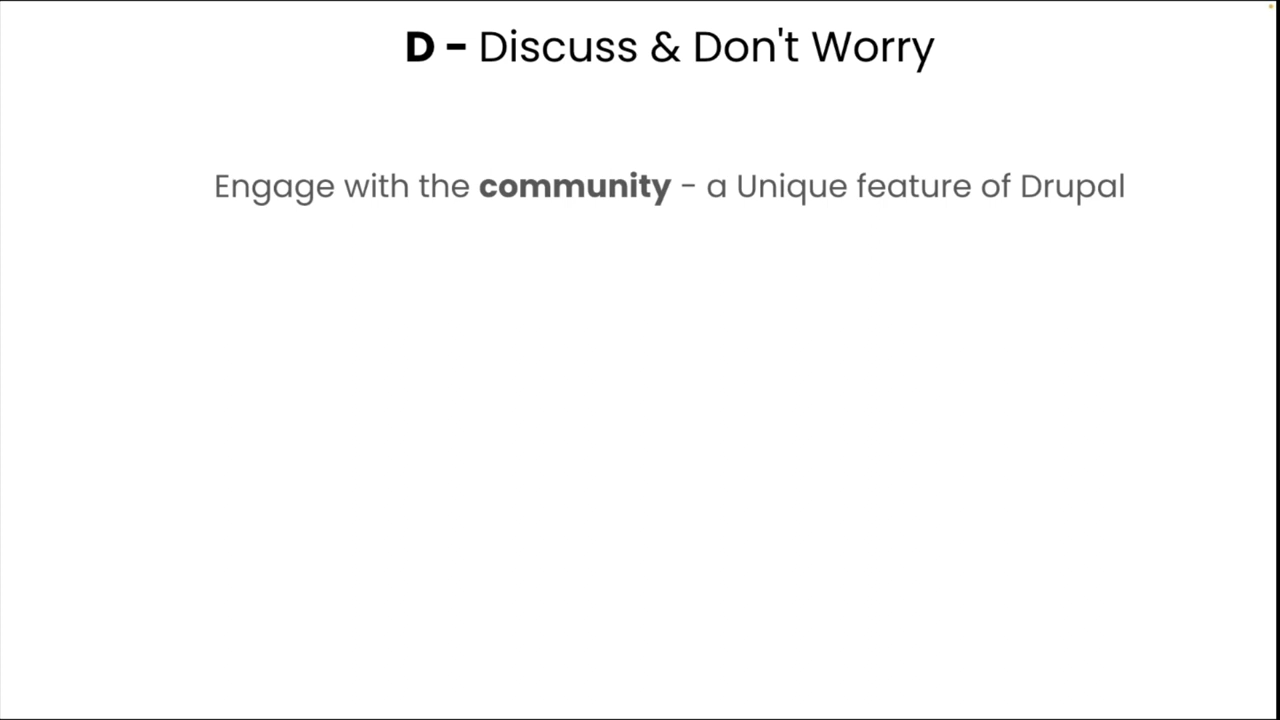 D - Discuss & Don't Worry
Engage with the community - a Unique feature of Drupal